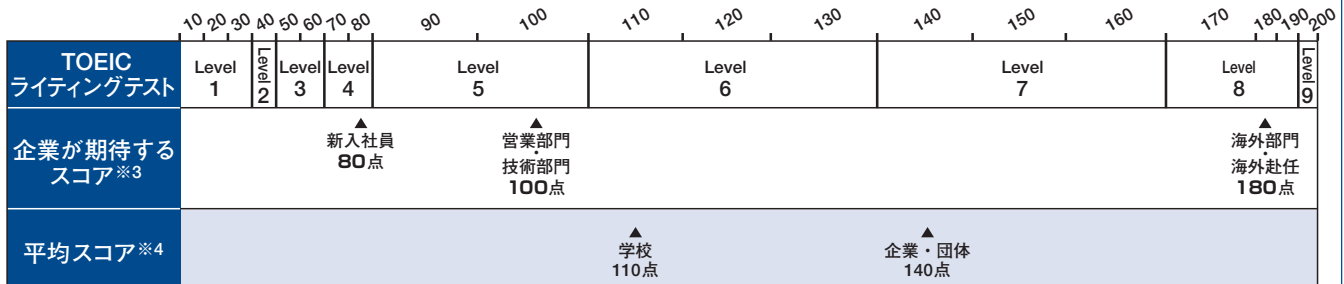 10 20 30 40 50 60 70 80 90 100 110 120 130 140 150 160 170 180 190 200
TOEIC
ライティングテスト
Level
1
Level
2
Level
3
Level
4
Level
5
Level
6
Level
7
Level
8
Level
9
企業が期待する
スコア※3
▲
新入社員
80点
▲
営業部門
・
技術部門
100点
▲
海外部門
・
海外赴任
180点
平均スコア※4
▲
学校
110点
▲
企業・団体
140点